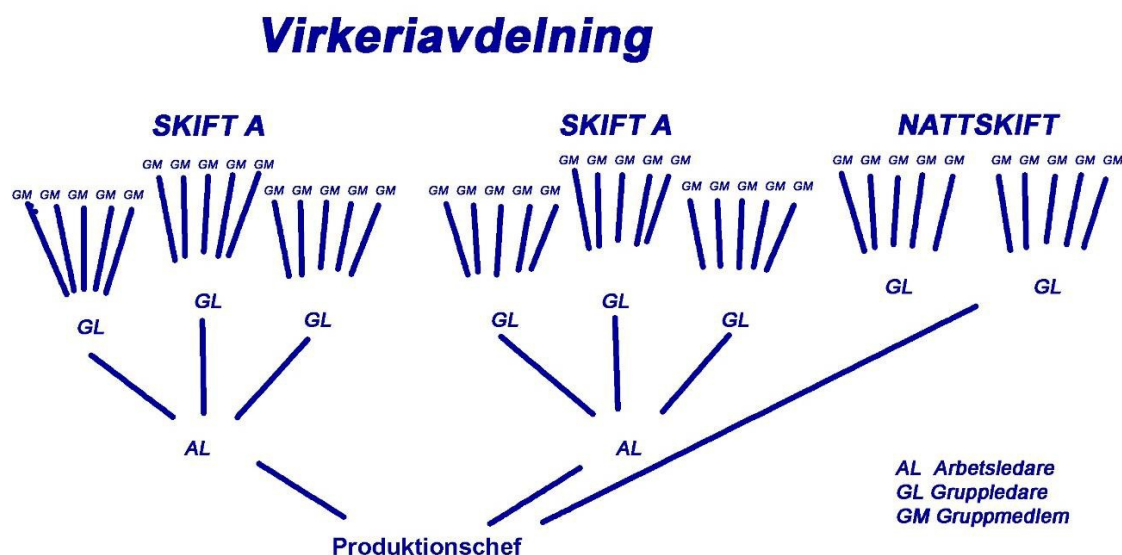 Virkeriavdelning
SKIFT A SKIFT A NATTSKIFT
GM GM GM GM GM GM GM GM GM GM GM GM GM GM GM GM GM GM GM GM
GM GM GM GM GM GM GM GM GM GM GM GM GM GM GM GM GM GM GM GM
GL GL
GL GL
GL GL GL GL
AL AL
AL Arbetsledare
GL Gruppledare
GM Gruppmedlem
Produktionschef